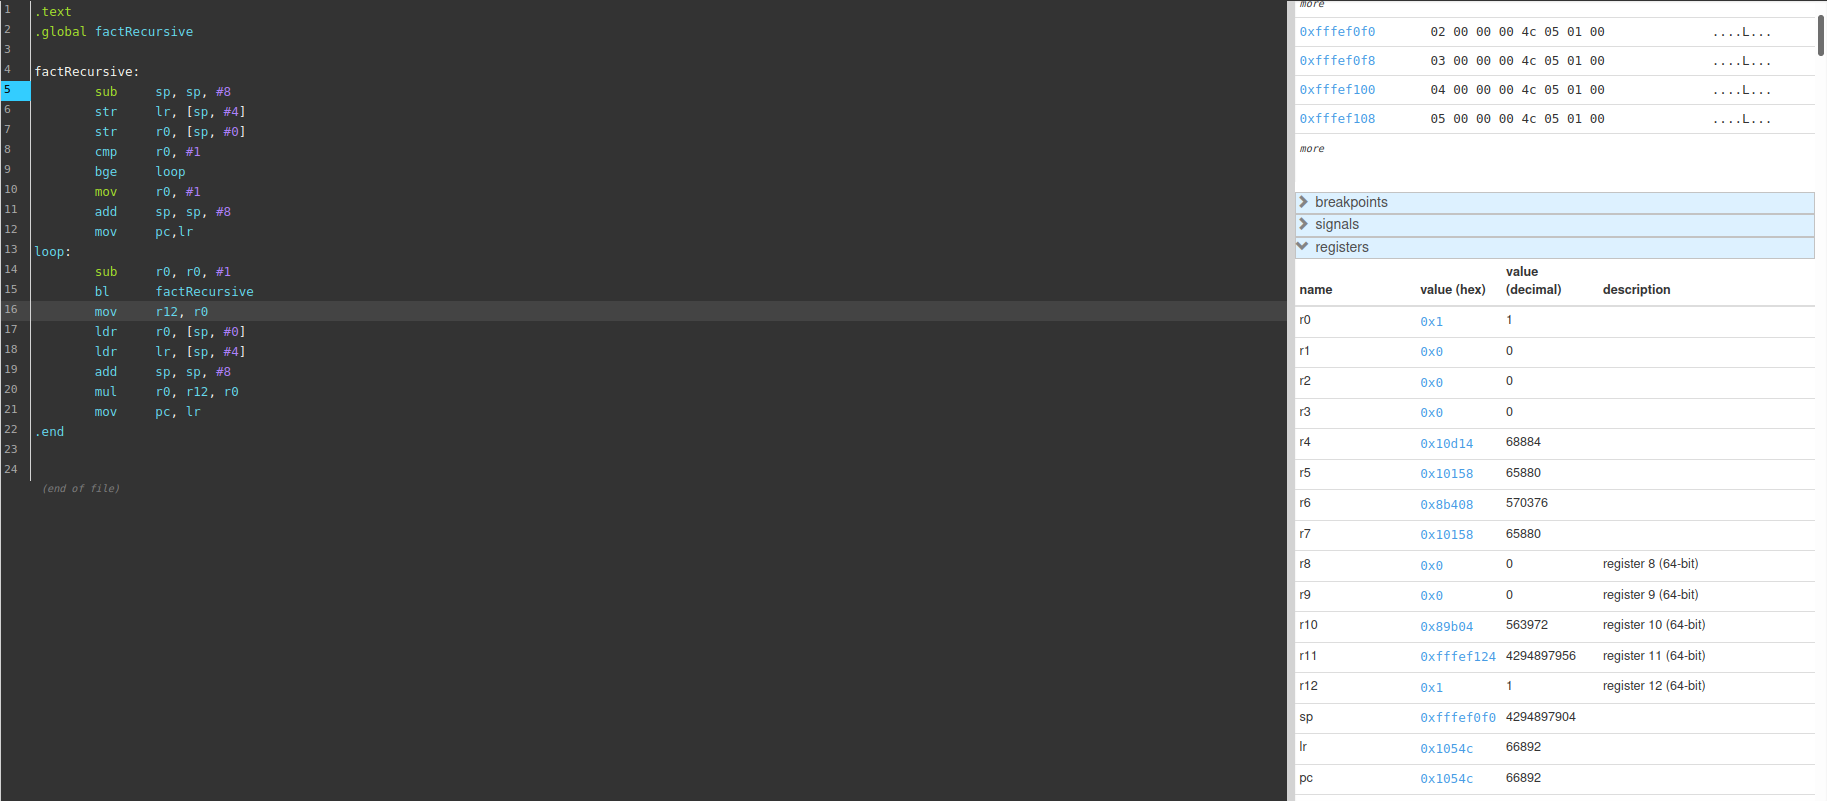 1 .text
2 .global factRecursive
3
4 factRecursive:
5 sub sp, sp, #8
6 str lr, [sp, #4]
7 str r0, [sp, #0]
8 cmp r0, #1
9 bge loop
10 mov r0, #1
11 add sp, sp, #8
12 mov pc,lr
13 loop:
14 sub r0, r0, #1
15 bl factRecursive
16 mov r12, r0
17 ldr r0, [sp, #0]
18 ldr lr, [sp, #4]
19 add sp, sp, #8
20 mul r0, r12, r0
21 mov pc, lr
22 .end
23
24
(end of file)
more
0xfffef0f0 02 00 00 00 4c 05 01 00 ....L...
0xfffef0f8 03 00 00 00 4c 05 01 00 ....L...
0xfffef100 04 00 00 00 4c 05 01 00 ....L...
0xfffef108 05 00 00 00 4c 05 01 00 ....L...
more
breakpoints
signals
registers
name value (hex) value (decimal) description
r0 0x1 1
r1 0x0 0
r2 0x0 0
r3 0x0 0
r4 0x10d14 68884
r5 0x10158 65880
r6 0x8b408 570376
r7 0x10158 65880
r8 0x0 0 register 8 (64-bit)
r9 0x0 0 register 9 (64-bit)
r10 0x89b04 563972 register 10 (64-bit)
r11 0xfffef124 4294897956 register 11 (64-bit)
r12 0x1 1 register 12 (64-bit)
sp 0xfffef0f0 4294897904
lr 0x1054c 66892
pc 0x1054c 66892